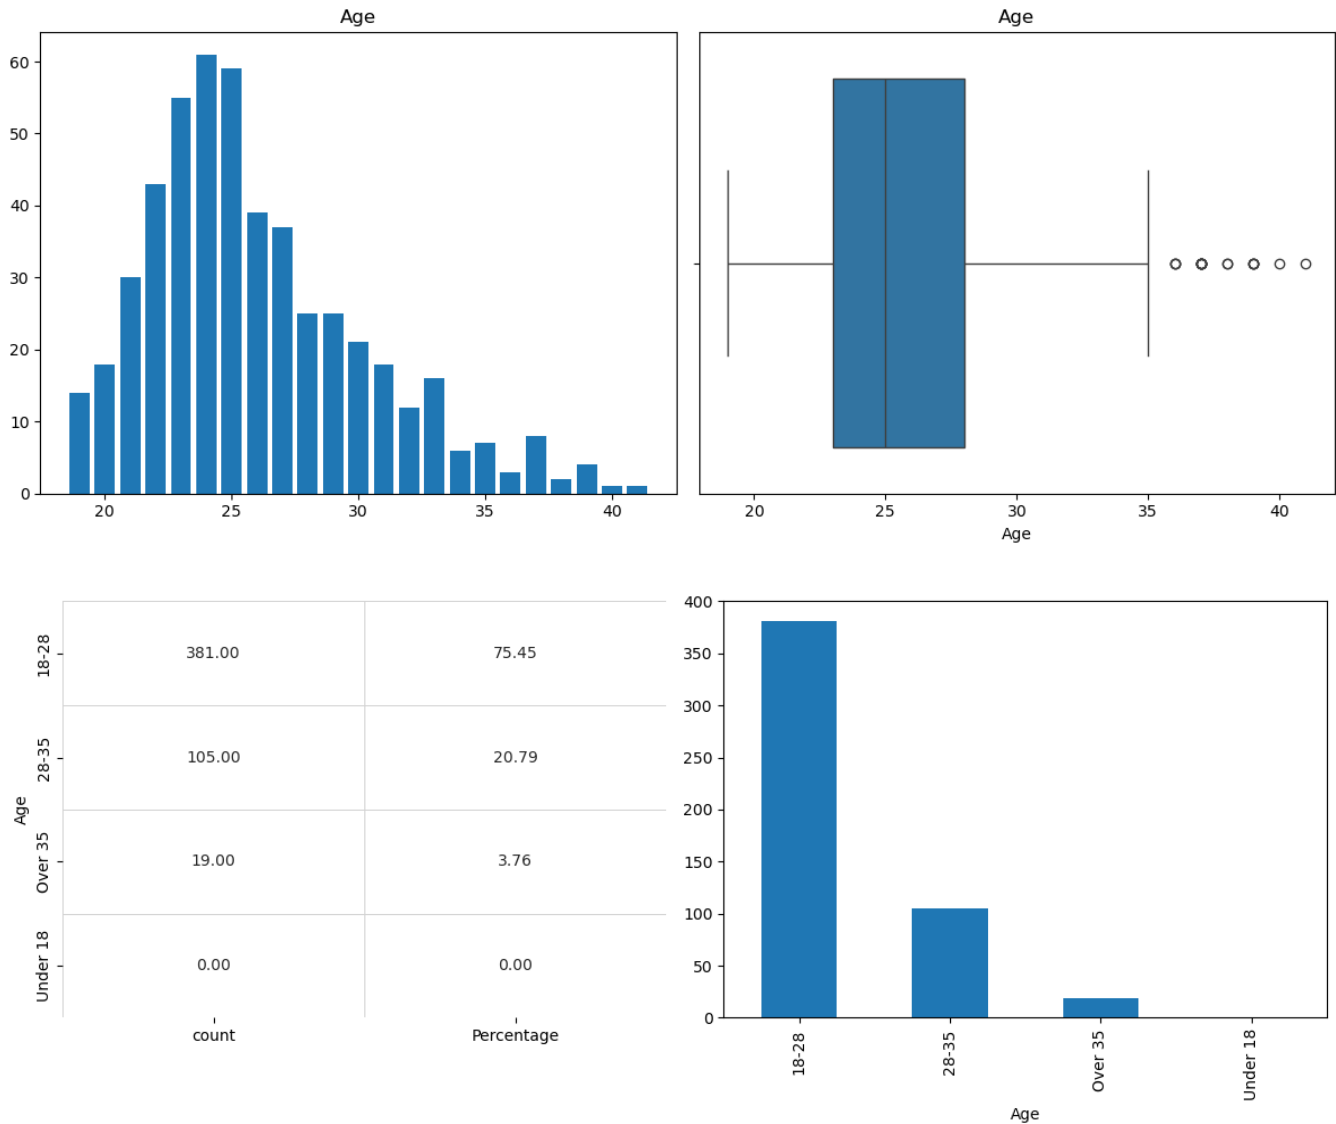 Age
60
50
40
30
20
10
0
20 25 30 35 40
Age
20 25 30 35 40
Age
Age
18-28 381.00 75.45
28-35 105.00 20.79
Over 35 19.00 3.76
Under 18 0.00 0.00
count Percentage
400
350
300
250
200
150
100
50
0
18-28 28-35 Over 35 Under 18
Age